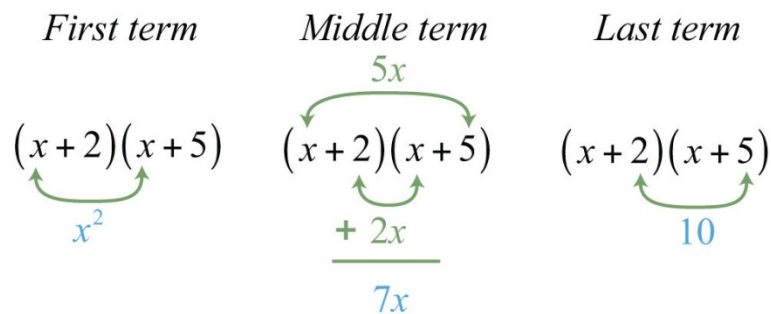 First term Middle term Last term
5x
(x + 2)(x + 5) (x + 2)(x + 5) (x + 2)(x + 5)
x² + 2x 10
7x